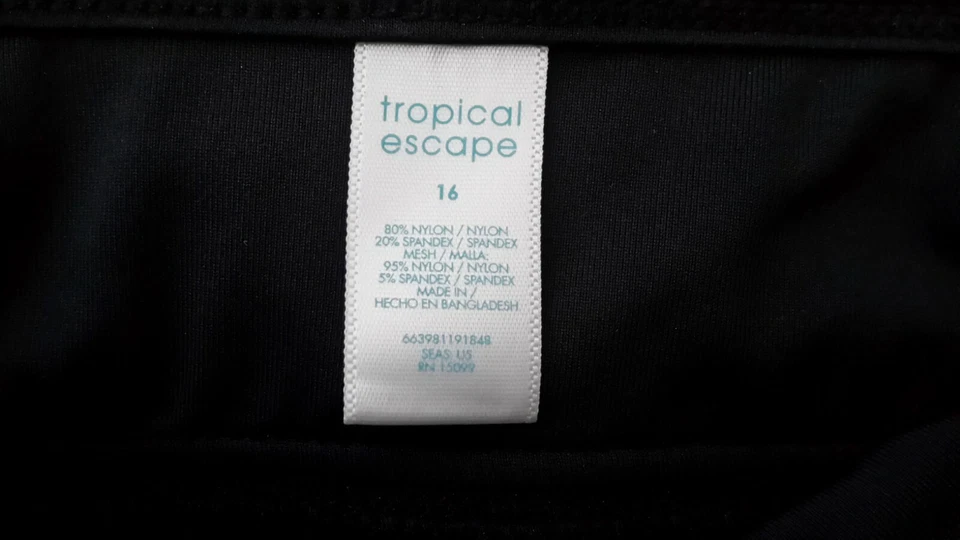 tropical
escape
16
80% NYLON / NYLON
20% SPANDEX / SPANDEX
MESH / MALLA:
95% NYLON / NYLON
5% SPANDEX / SPANDEX
MADE IN /
HECHO EN BANGLADESH
663981191848
SEAS: US
RN 15099